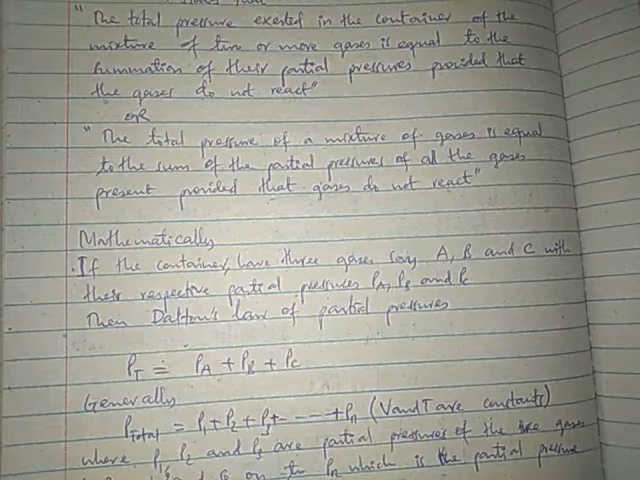 "The total pressure exerted in the container of the
mixture of two or more gases is equal to the
summation of their partial pressures provided that
the gases do not react"
OR
"The total pressure of a mixture of gases is equal
to the sum of the partial pressures of all the gases
present provided that gases do not react"
Mathematically
.If the container, have three gases say A, B and C with
their respective partial pressures PA, PB and PC
Then Dalton's law of partial pressures
PT = PA + PB + PC
Generally
Ptotal = P1 + P2 + P3 + - - - - - + Pn (V and T are constants)
where P1, P2 and P3 are partial pressures of the gases
and so on to Pn which is the partial pressure